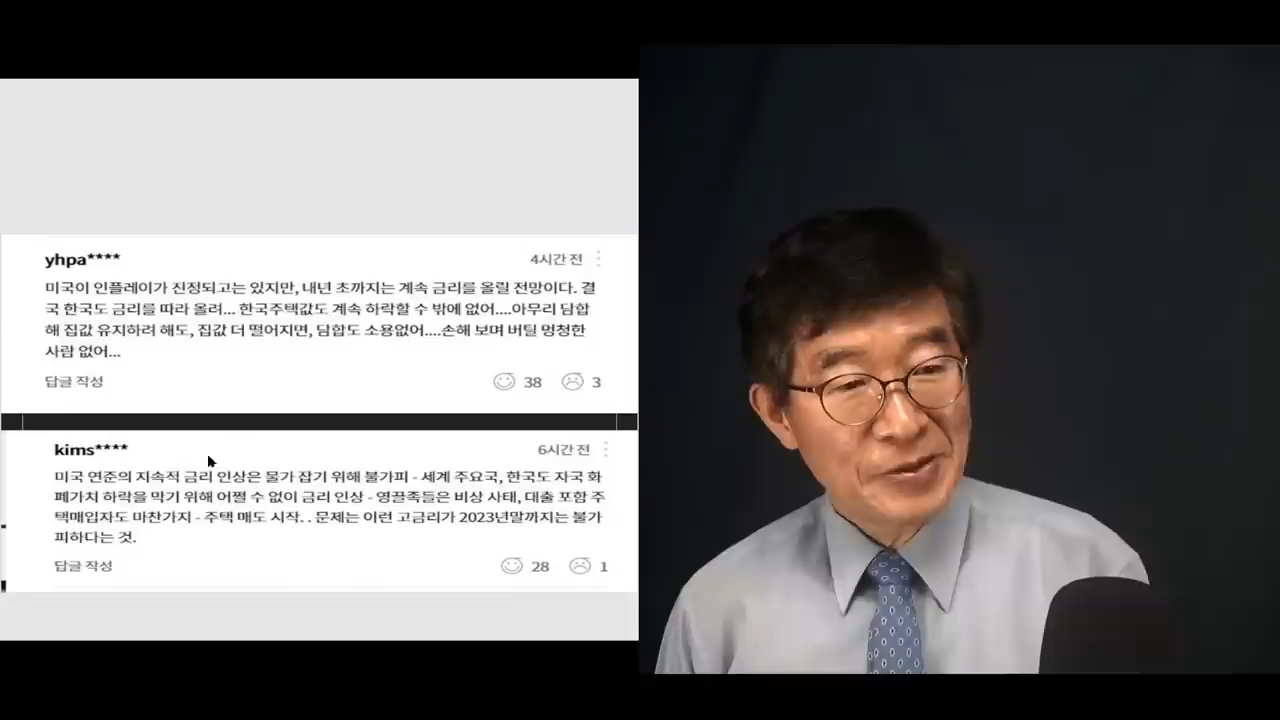 yhpa****
4시간 전
미국이 인플레이가 진정되고는 있지만, 내년 초까지는 계속 금리를 올릴 전망이다. 결
국 한국도 금리를 따라 올려... 한국주택값도 계속 하락할 수 밖에 없어....아무리 담합
해 집값 유지하려 해도, 집값 더 떨어지면, 담합도 소용없어....손해 보며 버틸 멍청한
사람 없어...
답글 작성
38
3
kims****
6시간 전
미국 연준의 지속적 금리 인상은 물가 잡기 위해 불가피 - 세계 주요국, 한국도 자국 화
폐가치 하락을 막기 위해 어쩔 수 없이 금리 인상 - 영끌족들은 비상 사태, 대출 포함 주
택매입자도 마찬가지 - 주택 매도 시작. . 문제는 이런 고금리가 2023년말까지는 불가
피하다는 것.
답글 작성
28
1